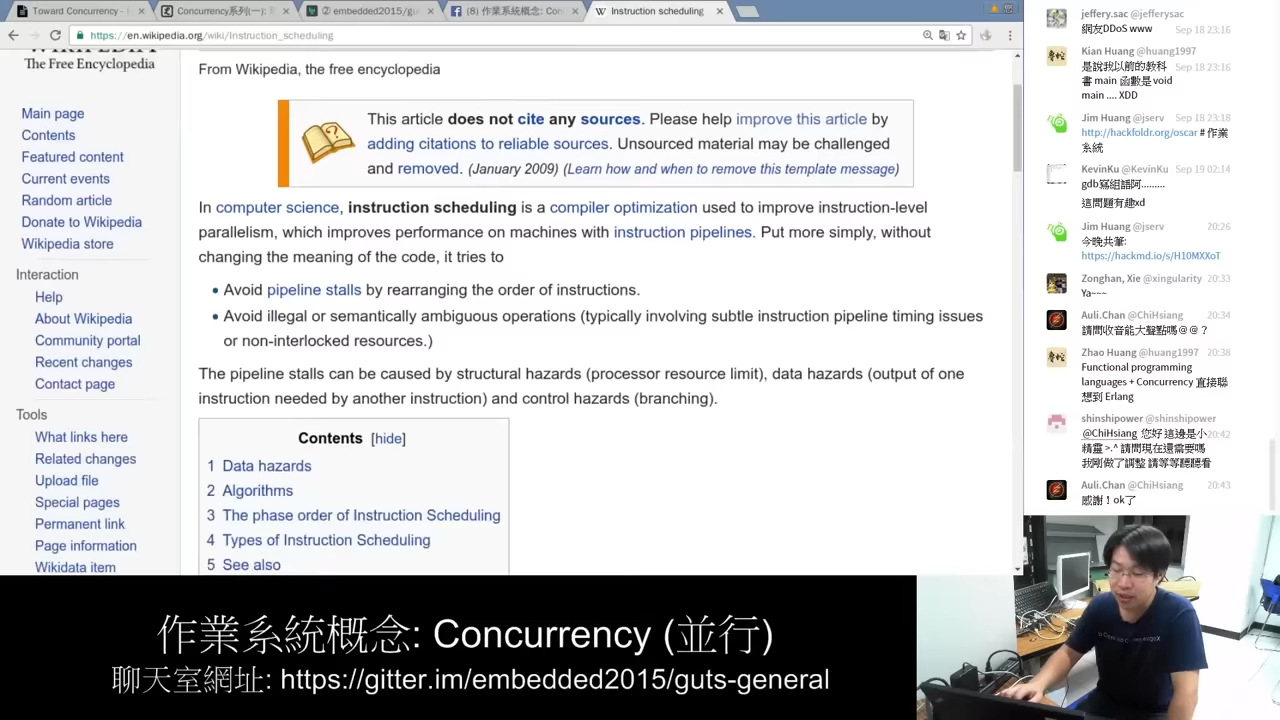 Toward Concurrency -
Concurrency系列(一):
② embedded2015/gu
(8) 作業系統概念: Con
Instruction scheduling
https://en.wikipedia.org/wiki/Instruction_scheduling
WIKIPEDIA
The Free Encyclopedia
Main page
Contents
Featured content
Current events
Random article
Donate to Wikipedia
Wikipedia store
Interaction
Help
About Wikipedia
Community portal
Recent changes
Contact page
Tools
What links here
Related changes
Upload file
Special pages
Permanent link
Page information
Wikidata item
From Wikipedia, the free encyclopedia
This article does not cite any sources. Please help improve this article by
adding citations to reliable sources. Unsourced material may be challenged
and removed. (January 2009) (Learn how and when to remove this template message)
In computer science, instruction scheduling is a compiler optimization used to improve instruction-level
parallelism, which improves performance on machines with instruction pipelines. Put more simply, without
changing the meaning of the code, it tries to
• Avoid pipeline stalls by rearranging the order of instructions.
• Avoid illegal or semantically ambiguous operations (typically involving subtle instruction pipeline timing issues
or non-interlocked resources.)
The pipeline stalls can be caused by structural hazards (processor resource limit), data hazards (output of one
instruction needed by another instruction) and control hazards (branching).
Contents [hide]
1 Data hazards
2 Algorithms
3 The phase order of Instruction Scheduling
4 Types of Instruction Scheduling
5 See also
jeffery.sac @jefferysac
網友DDoS www Sep 18 23:16
Kian Huang @huang1997
是說我以前的教科 Sep 18 23:16
書 main 函數是 void
main .... XDD
Jim Huang @jserv Sep 18 23:18
http://hackfoldr.org/oscar # 作業
系統
KevinKu @KevinKu Sep 19 02:14
gdb寫組語阿.........
這問題有趣xd
Jim Huang @jserv 20:26
今晚共筆:
https://hackmd.io/s/H10MXXoT
Zonghan, Xie @xingularity 20:33
Ya~~~
Auli.Chan @ChiHsiang 20:34
請問收音能大聲點嗎＠＠？
Zhao Huang @huang1997 20:38
Functional programming
languages + Concurrency 直接聯
想到 Erlang
shinshipower @shinshipower
@ChiHsiang 您好 這邊是小 20:42
精靈 >.^ 請問現在還需要嗎
我剛做了調整 請等等聽聽看
Auli.Chan @ChiHsiang 20:43
感謝！ok了
作業系統概念: Concurrency (並行)
聊天室網址: https://gitter.im/embedded2015/guts-general